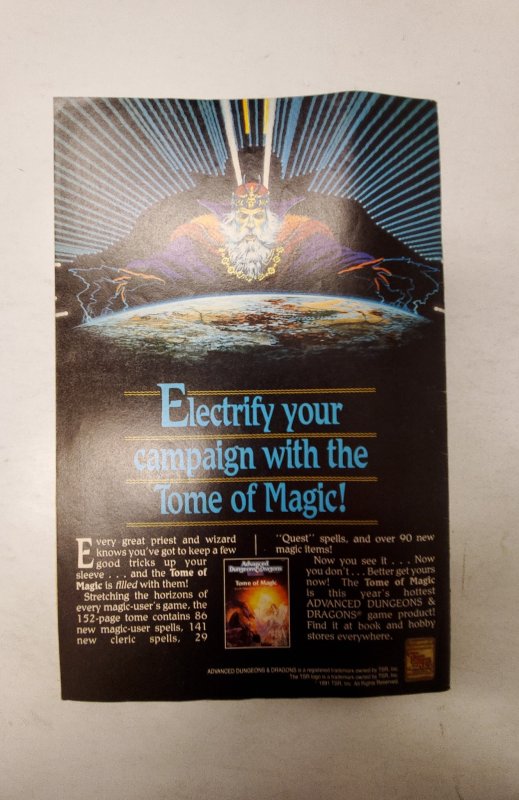 Electrify your
campaign with the
Tome of Magic!
Every great priest and wizard
knows you've got to keep a few
good tricks up your
sleeve . . . and the Tome of
Magic is filled with them!
Stretching the horizons of
every magic-user's game, the
152-page tome contains 86
new magic-user spells, 141
new cleric spells, 29
"Quest" spells, and over 90 new
magic items!
Now you see it . . . Now
you don't . . . Better get yours
now! The Tome of Magic
is this year's hottest
ADVANCED DUNGEONS &
DRAGONS® game product!
Find it at book and hobby
stores everywhere.
Advanced
Dungeons & Dragons
Tome of Magic
ADVANCED DUNGEONS & DRAGONS is a registered trademark owned by TSR, Inc.
The TSR logo is a trademark owned by TSR, Inc.
1991 TSR, Inc. All Rights Reserved.